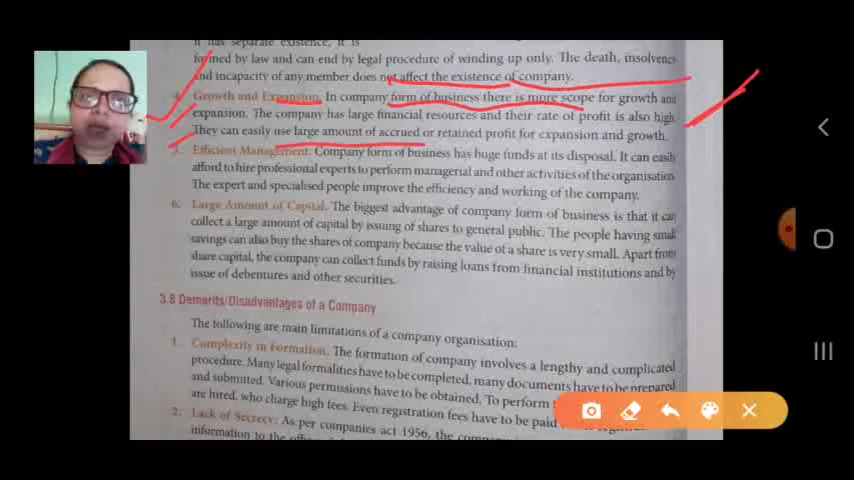 it has separate existence, it is
formed by law and can end by legal procedure of winding up only. The death, insolvency
and incapacity of any member does not affect the existence of company.
4. Growth and Expansion. In company form of business there is more scope for growth and
expansion. The company has large financial resources and their rate of profit is also high.
They can easily use large amount of accrued or retained profit for expansion and growth.
5. Efficient Management. Company form of business has huge funds at its disposal. It can easily
afford to hire professional experts to perform managerial and other activities of the organisation.
The expert and specialised people improve the efficiency and working of the company.
6. Large Amount of Capital. The biggest advantage of company form of business is that it can
collect a large amount of capital by issuing of shares to general public. The people having small
savings can also buy the shares of company because the value of a share is very small. Apart from
share capital, the company can collect funds by raising loans from financial institutions and by
issue of debentures and other securities.
3.8 Demerits/Disadvantages of a Company
The following are main limitations of a company organisation:
1. Complexity in Formation. The formation of company involves a lengthy and complicated
procedure. Many legal formalities have to be completed, many documents have to be prepared
and submitted. Various permissions have to be obtained. To perform
are hired, who charge high fees. Even registration fees have to be paid
2. Lack of Secrecy. As per companies act 1956, the
information to the